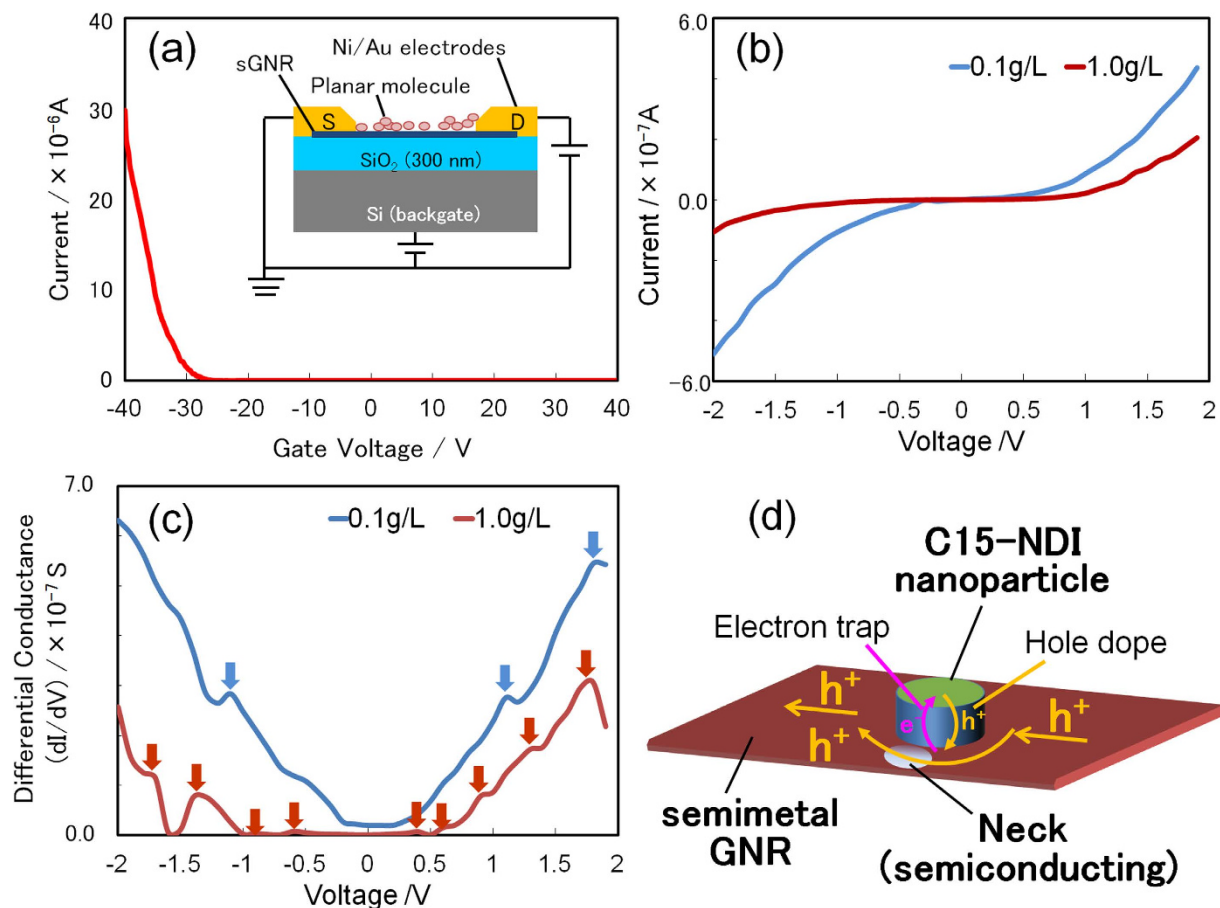 (a)
40
30
20
10
0
Current / × 10⁻⁶A
-40 -30 -20 -10 0 10 20 30 40
Gate Voltage / V
Ni/Au electrodes
sGNR
Planar molecule
S
D
SiO₂ (300 nm)
Si (backgate)
(b)
0.1g/L 1.0g/L
6.0
0.0
-6.0
Current / × 10⁻⁷A
-2 -1.5 -1 -0.5 0 0.5 1 1.5 2
Voltage /V
(c)
0.1g/L 1.0g/L
7.0
0.0
Differential Conductance
(dI/dV) / × 10⁻⁷ S
-2 -1.5 -1 -0.5 0 0.5 1 1.5 2
Voltage /V
(d)
C15-NDI
nanoparticle
Electron trap
Hole dope
h⁺
e⁻
h⁺
h⁺
h⁺
semimetal
GNR
Neck
(semiconducting)